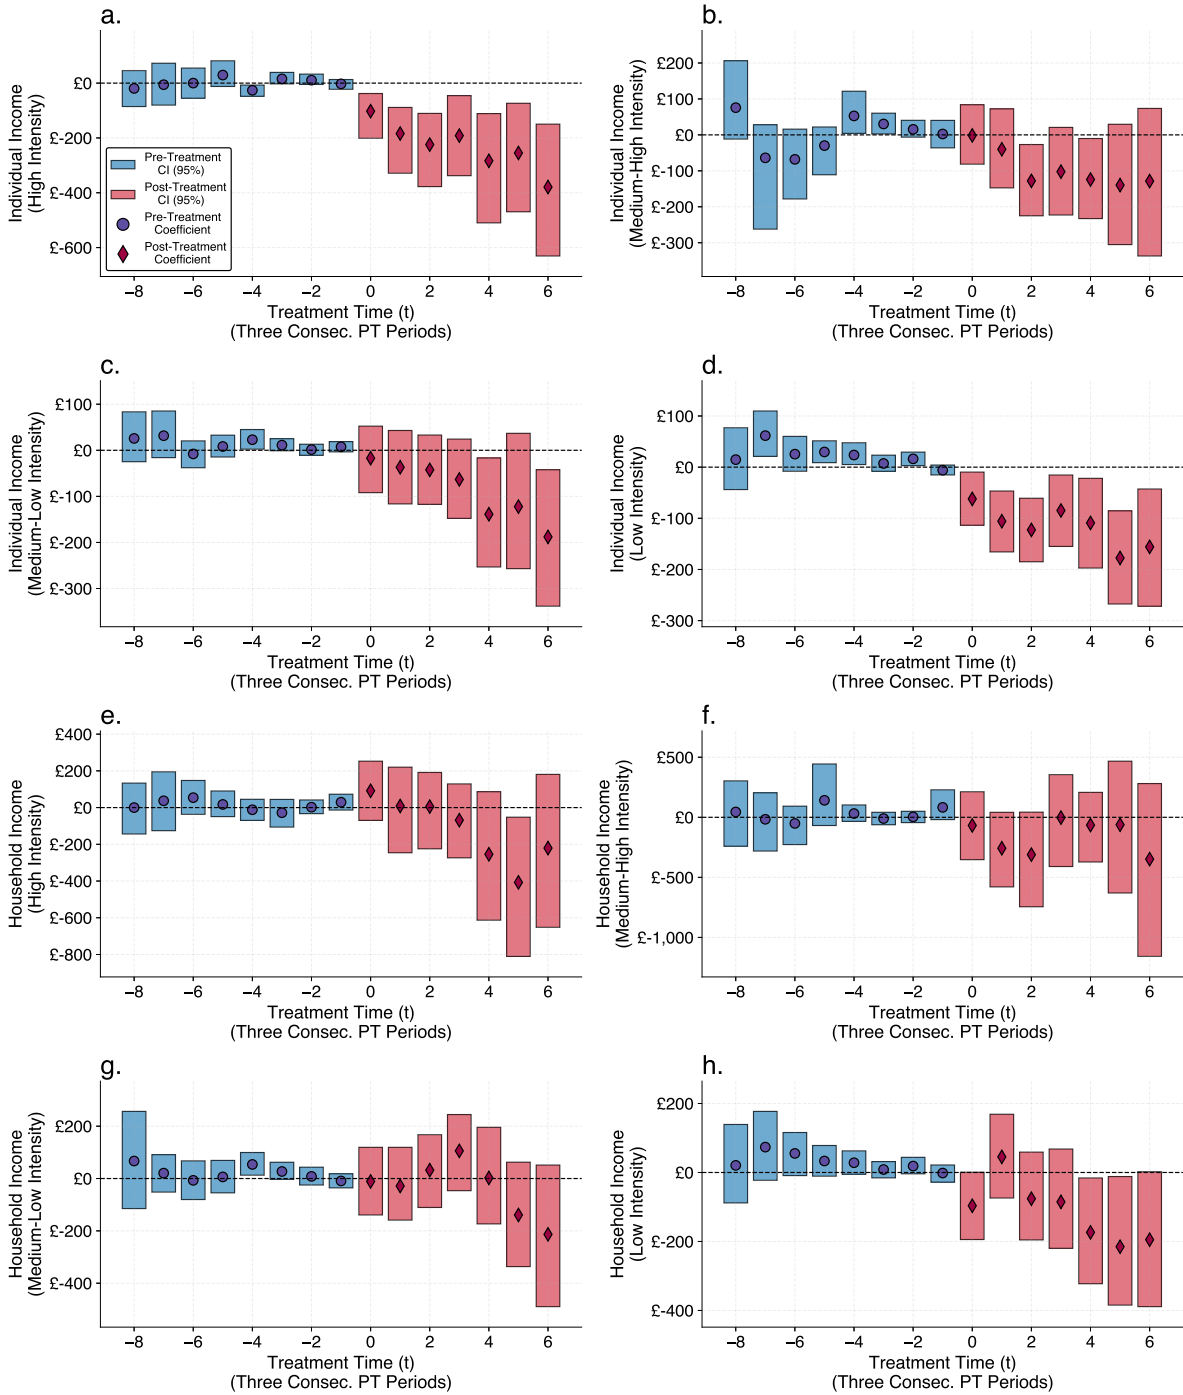 a.
Individual Income
(High Intensity)
£0
£-200
£-400
£-600
Pre-Treatment
CI (95%)
Post-Treatment
CI (95%)
Pre-Treatment
Coefficient
Post-Treatment
Coefficient
−8 −6 −4 −2 0 2 4 6
Treatment Time (t)
(Three Consec. PT Periods)
b.
Individual Income
(Medium-High Intensity)
£200
£100
£0
£-100
£-200
£-300
−8 −6 −4 −2 0 2 4 6
Treatment Time (t)
(Three Consec. PT Periods)
c.
Individual Income
(Medium-Low Intensity)
£100
£0
£-100
£-200
£-300
−8 −6 −4 −2 0 2 4 6
Treatment Time (t)
(Three Consec. PT Periods)
d.
Individual Income
(Low Intensity)
£100
£0
£-100
£-200
£-300
−8 −6 −4 −2 0 2 4 6
Treatment Time (t)
(Three Consec. PT Periods)
e.
Household Income
(High Intensity)
£400
£200
£0
£-200
£-400
£-600
£-800
−8 −6 −4 −2 0 2 4 6
Treatment Time (t)
(Three Consec. PT Periods)
f.
Household Income
(Medium-High Intensity)
£500
£0
£-500
£-1,000
−8 −6 −4 −2 0 2 4 6
Treatment Time (t)
(Three Consec. PT Periods)
g.
Household Income
(Medium-Low Intensity)
£200
£0
£-200
£-400
−8 −6 −4 −2 0 2 4 6
Treatment Time (t)
(Three Consec. PT Periods)
h.
Household Income
(Low Intensity)
£200
£0
£-200
£-400
−8 −6 −4 −2 0 2 4 6
Treatment Time (t)
(Three Consec. PT Periods)